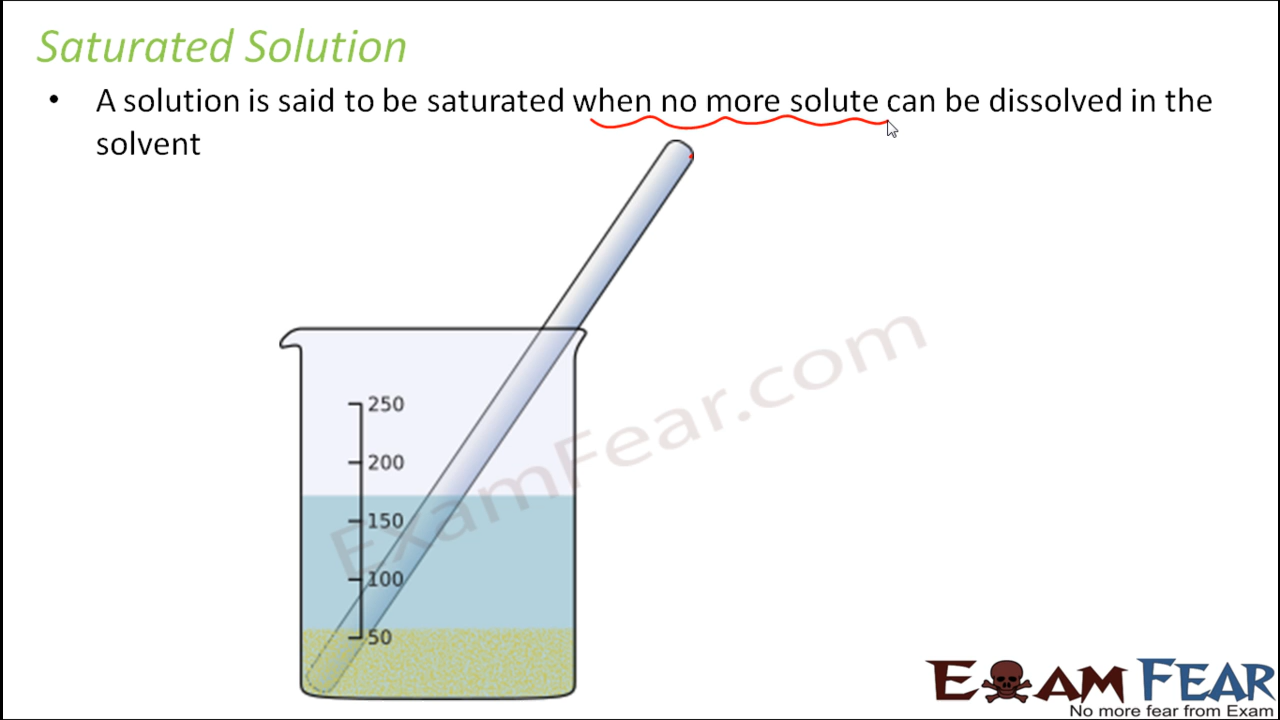 Saturated Solution
• A solution is said to be saturated when no more solute can be dissolved in the
solvent
250
200
150
100
50
ExamFear.com
EXAM FEAR
No more fear from Exam